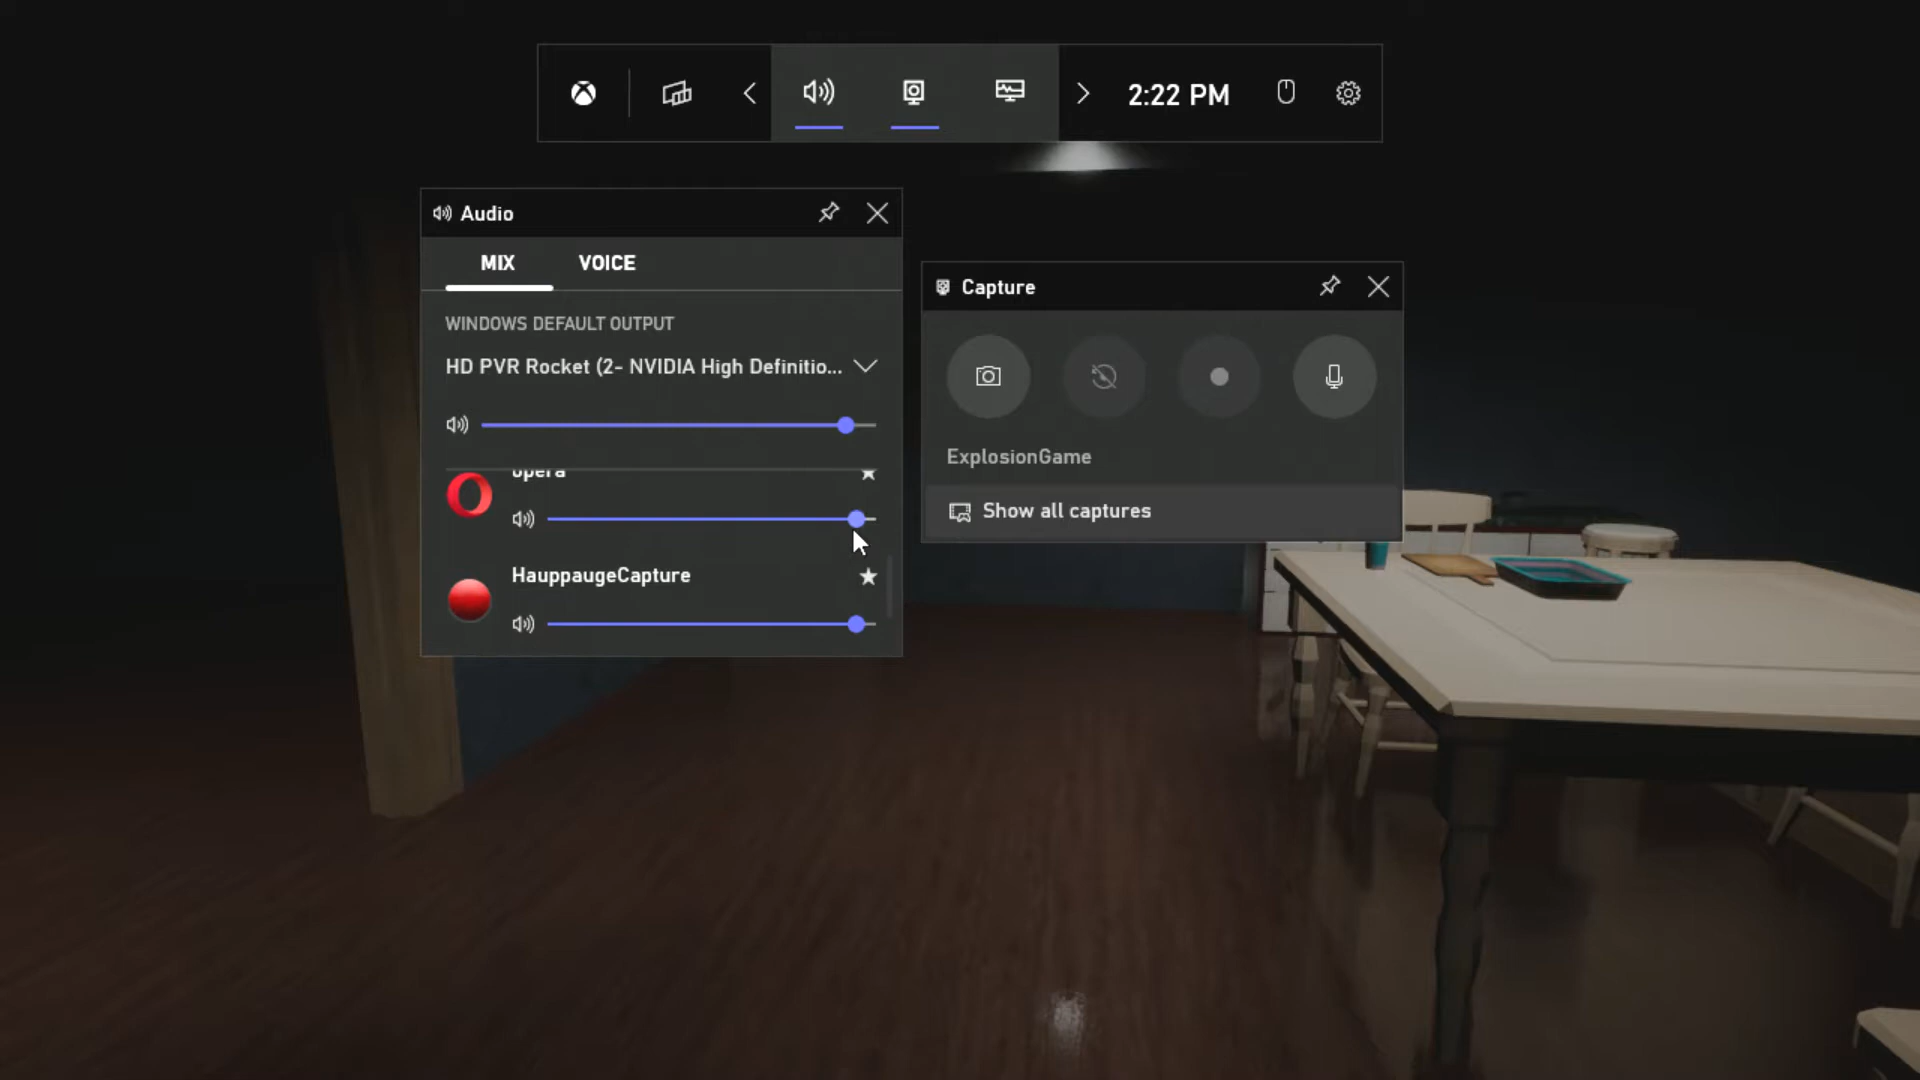 2:22 PM
Audio
MIX VOICE
WINDOWS DEFAULT OUTPUT
HD PVR Rocket (2- NVIDIA High Definitio...
opera
HauppaugeCapture
Capture
ExplosionGame
Show all captures